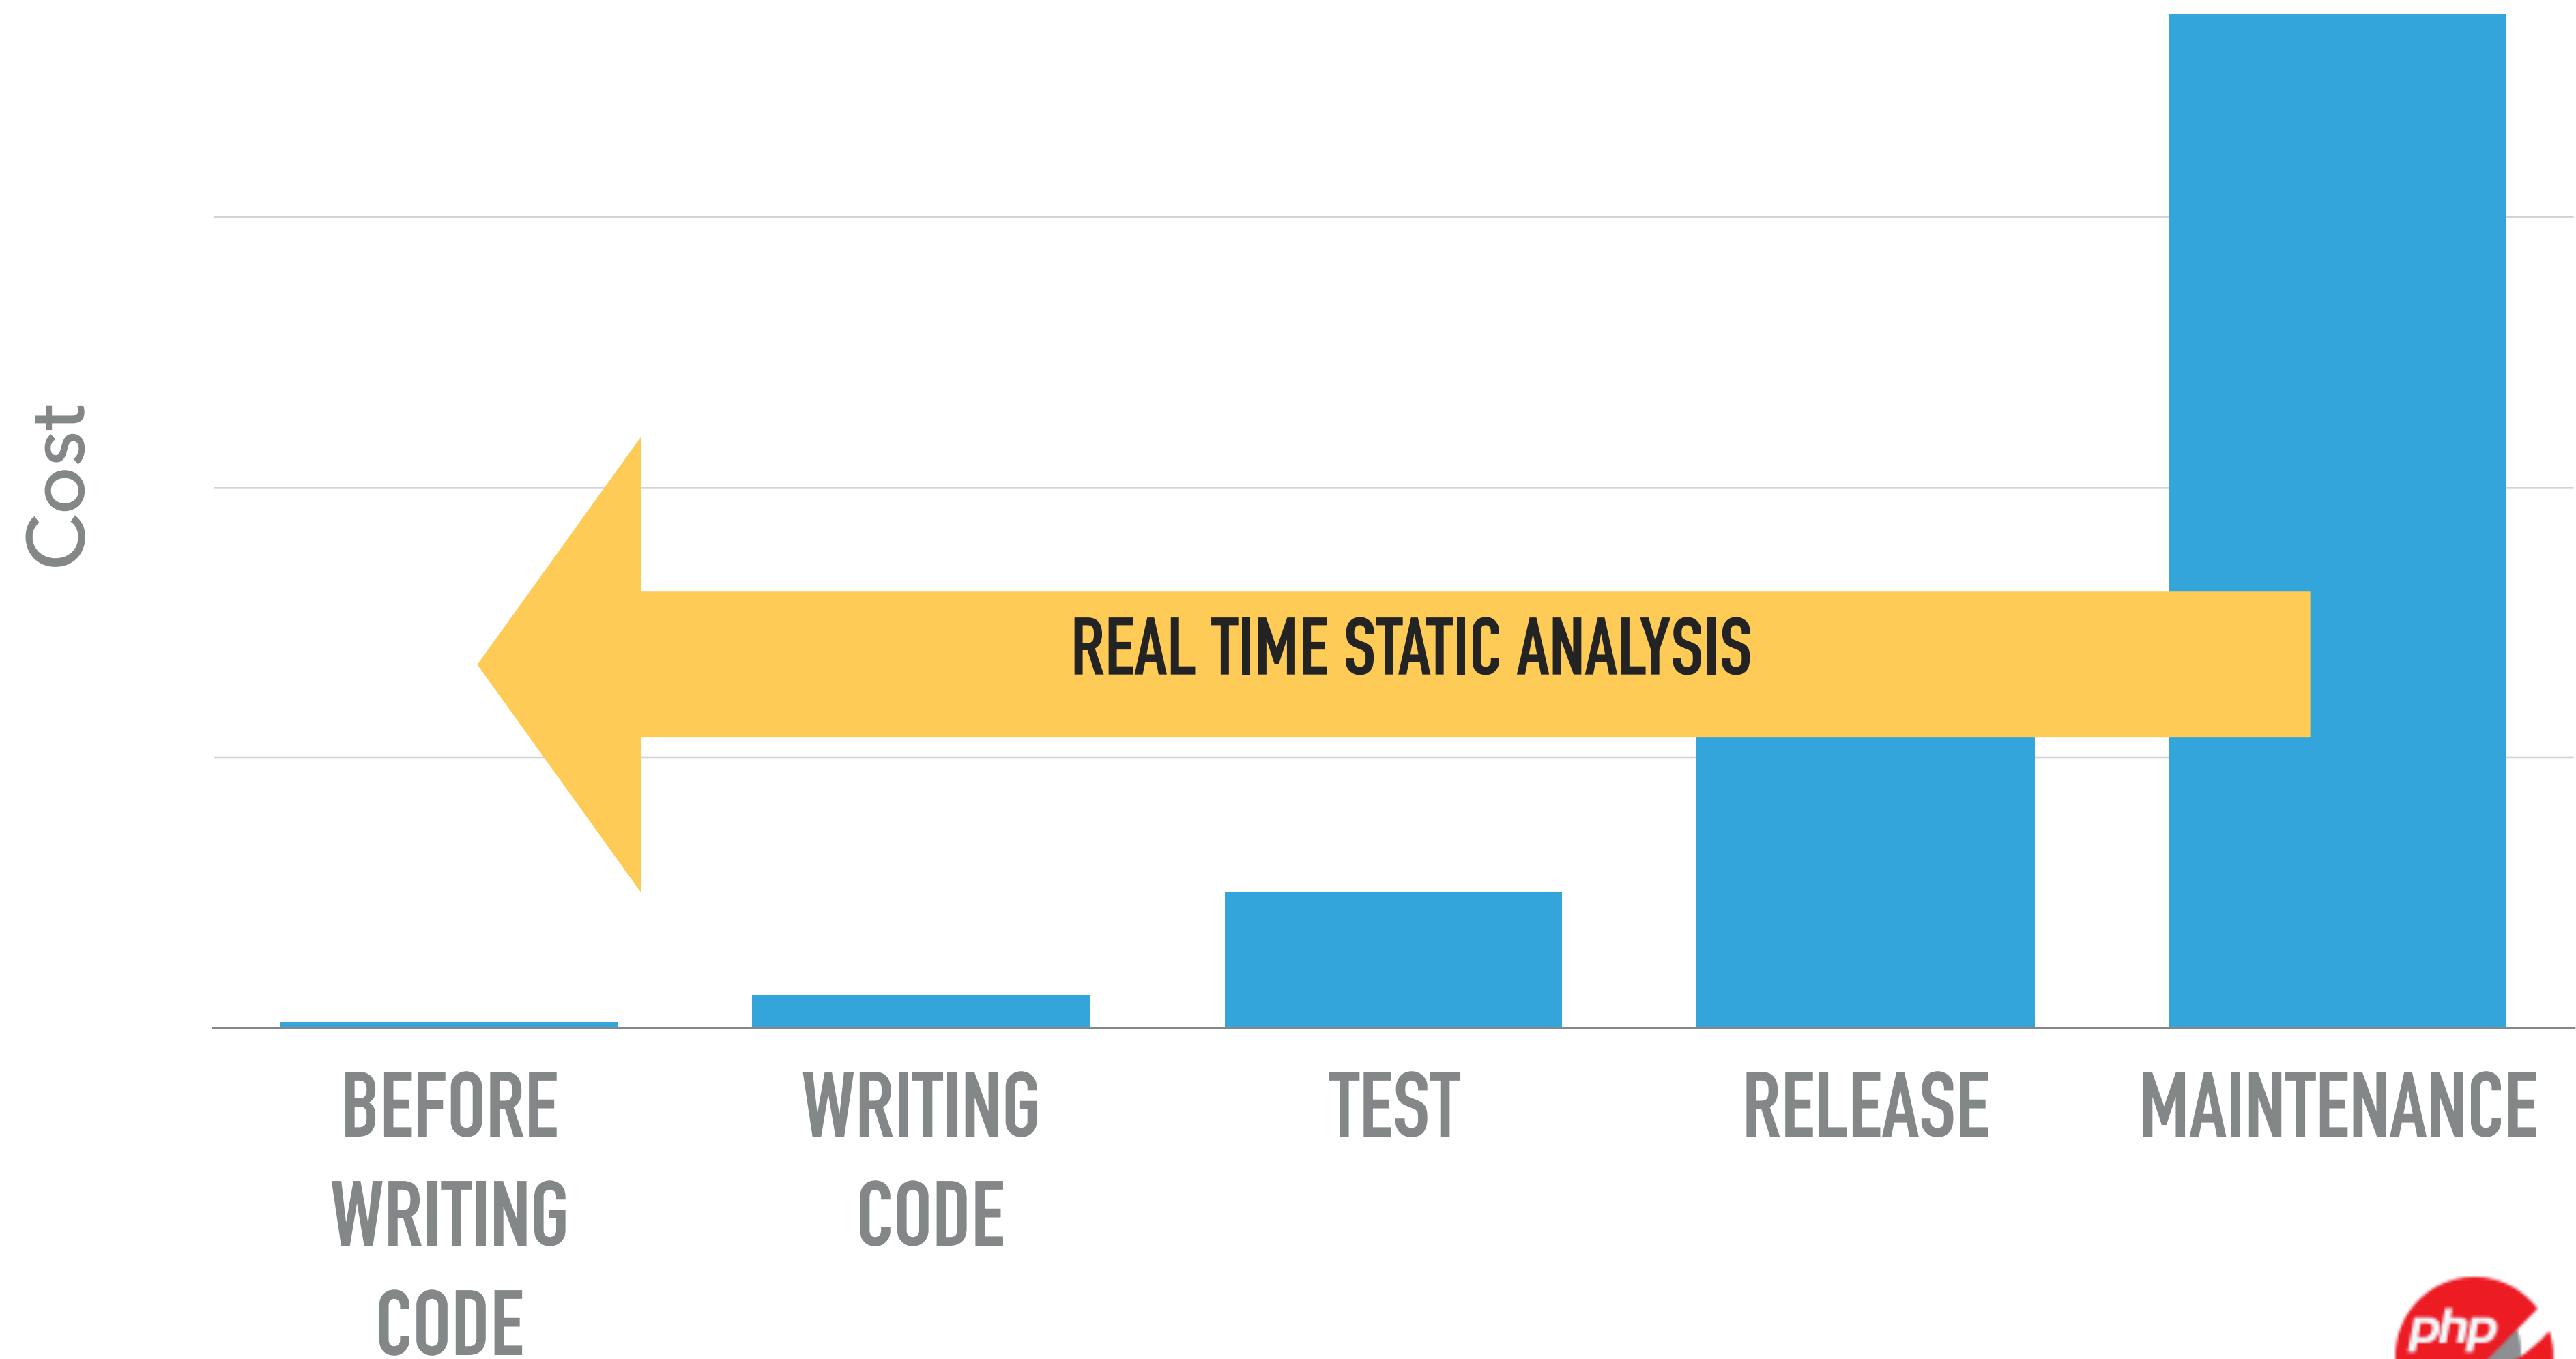 Cost
REAL TIME STATIC ANALYSIS
BEFORE
WRITING
CODE
WRITING
CODE
TEST
RELEASE
MAINTENANCE
php